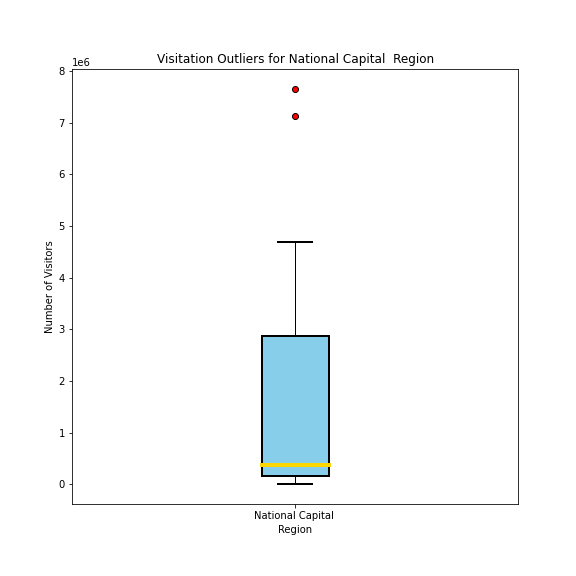 Visitation Outliers for National Capital  Region
1e6
8
7
6
5
4
3
2
1
0
Number of Visitors
National Capital
Region